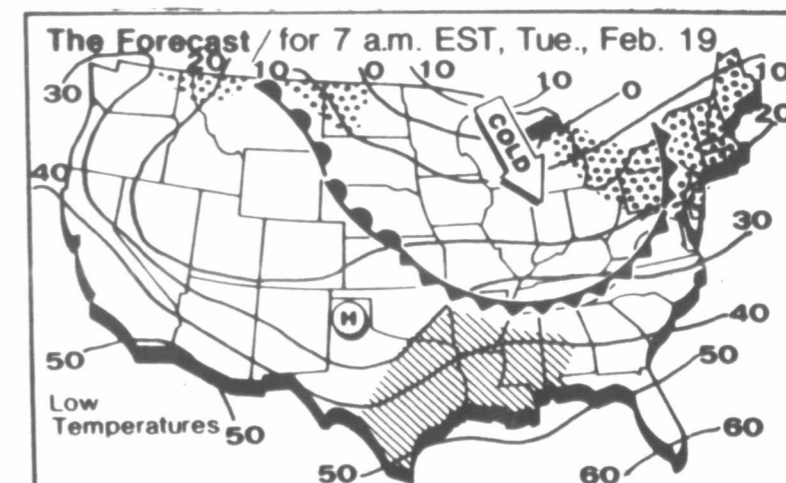 The Forecast / for 7 a.m. EST, Tue., Feb. 19
20 10 0 10 10 0 10
30
20
COLD
40
30
H
40
50
50
Low
Temperatures 50
60
50
60